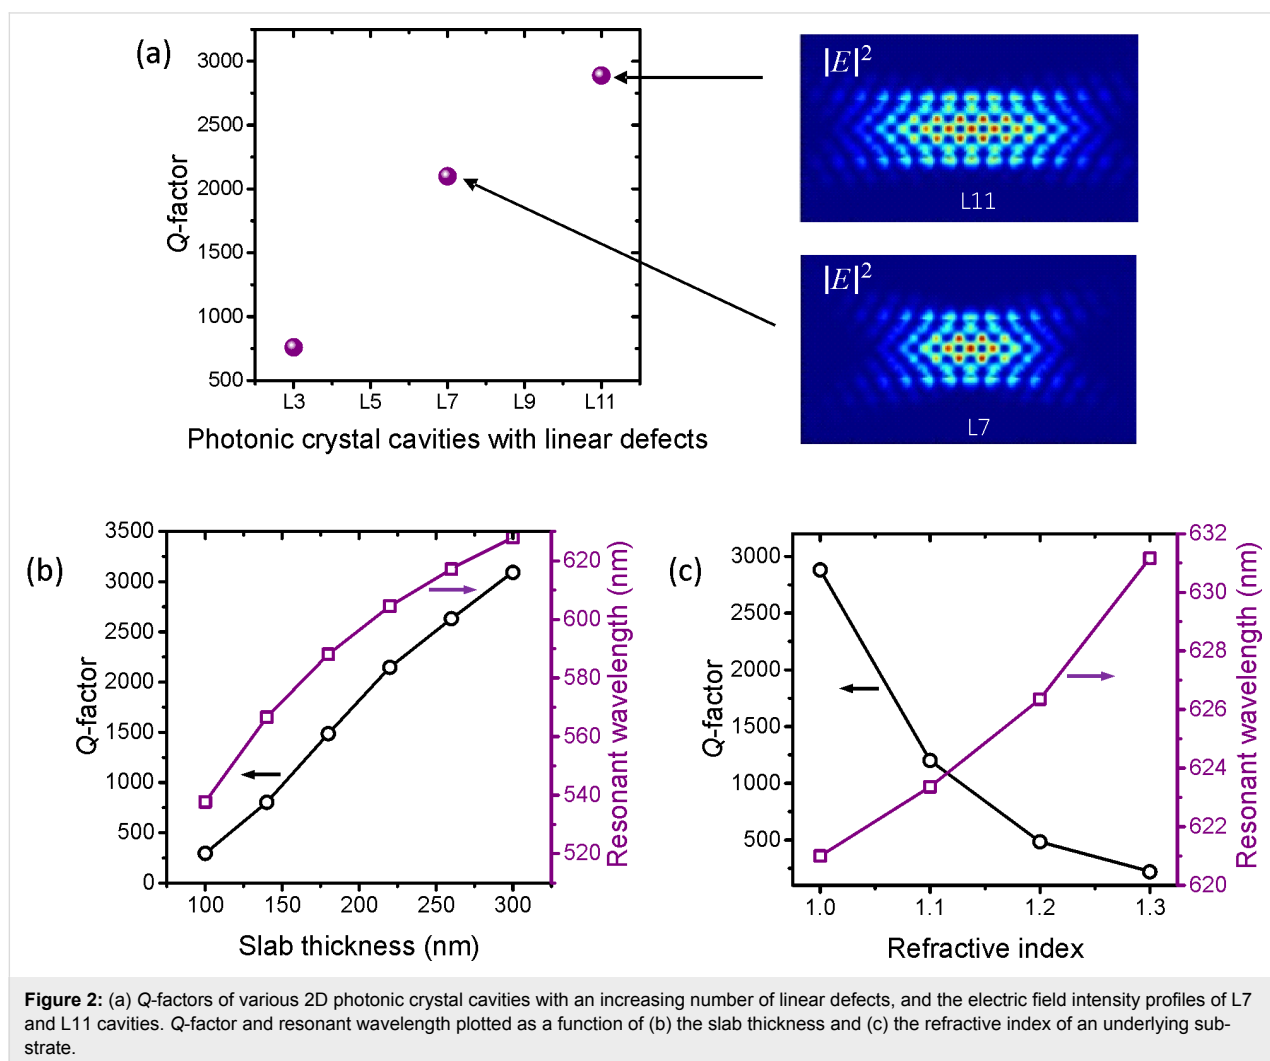 (a)
3000
2500
2000
1500
1000
500
Q-factor
L3 L5 L7 L9 L11
Photonic crystal cavities with linear defects
|E|²
L11
|E|²
L7
(b)
3500
3000
2500
2000
1500
1000
500
0
Q-factor
100 150 200 250 300
Slab thickness (nm)
620
600
580
560
540
520
Resonant wavelength (nm)
(c)
3000
2500
2000
1500
1000
500
Q-factor
1.0 1.1 1.2 1.3
Refractive index
632
630
628
626
624
622
620
Resonant wavelength (nm)
Figure 2: (a) Q-factors of various 2D photonic crystal cavities with an increasing number of linear defects, and the electric field intensity profiles of L7
and L11 cavities. Q-factor and resonant wavelength plotted as a function of (b) the slab thickness and (c) the refractive index of an underlying sub-
strate.